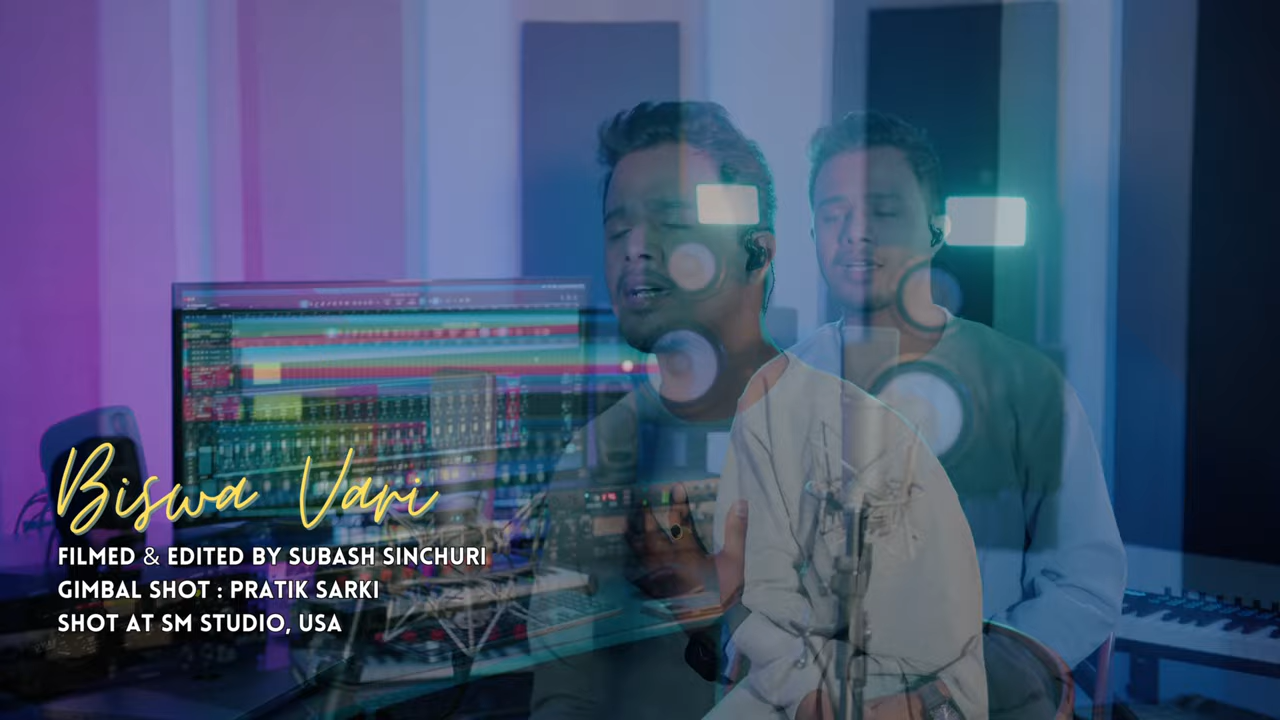 Biswa Vari
FILMED & EDITED BY SUBASH SINCHURI
GIMBAL SHOT : PRATIK SARKI
SHOT AT SM STUDIO, USA